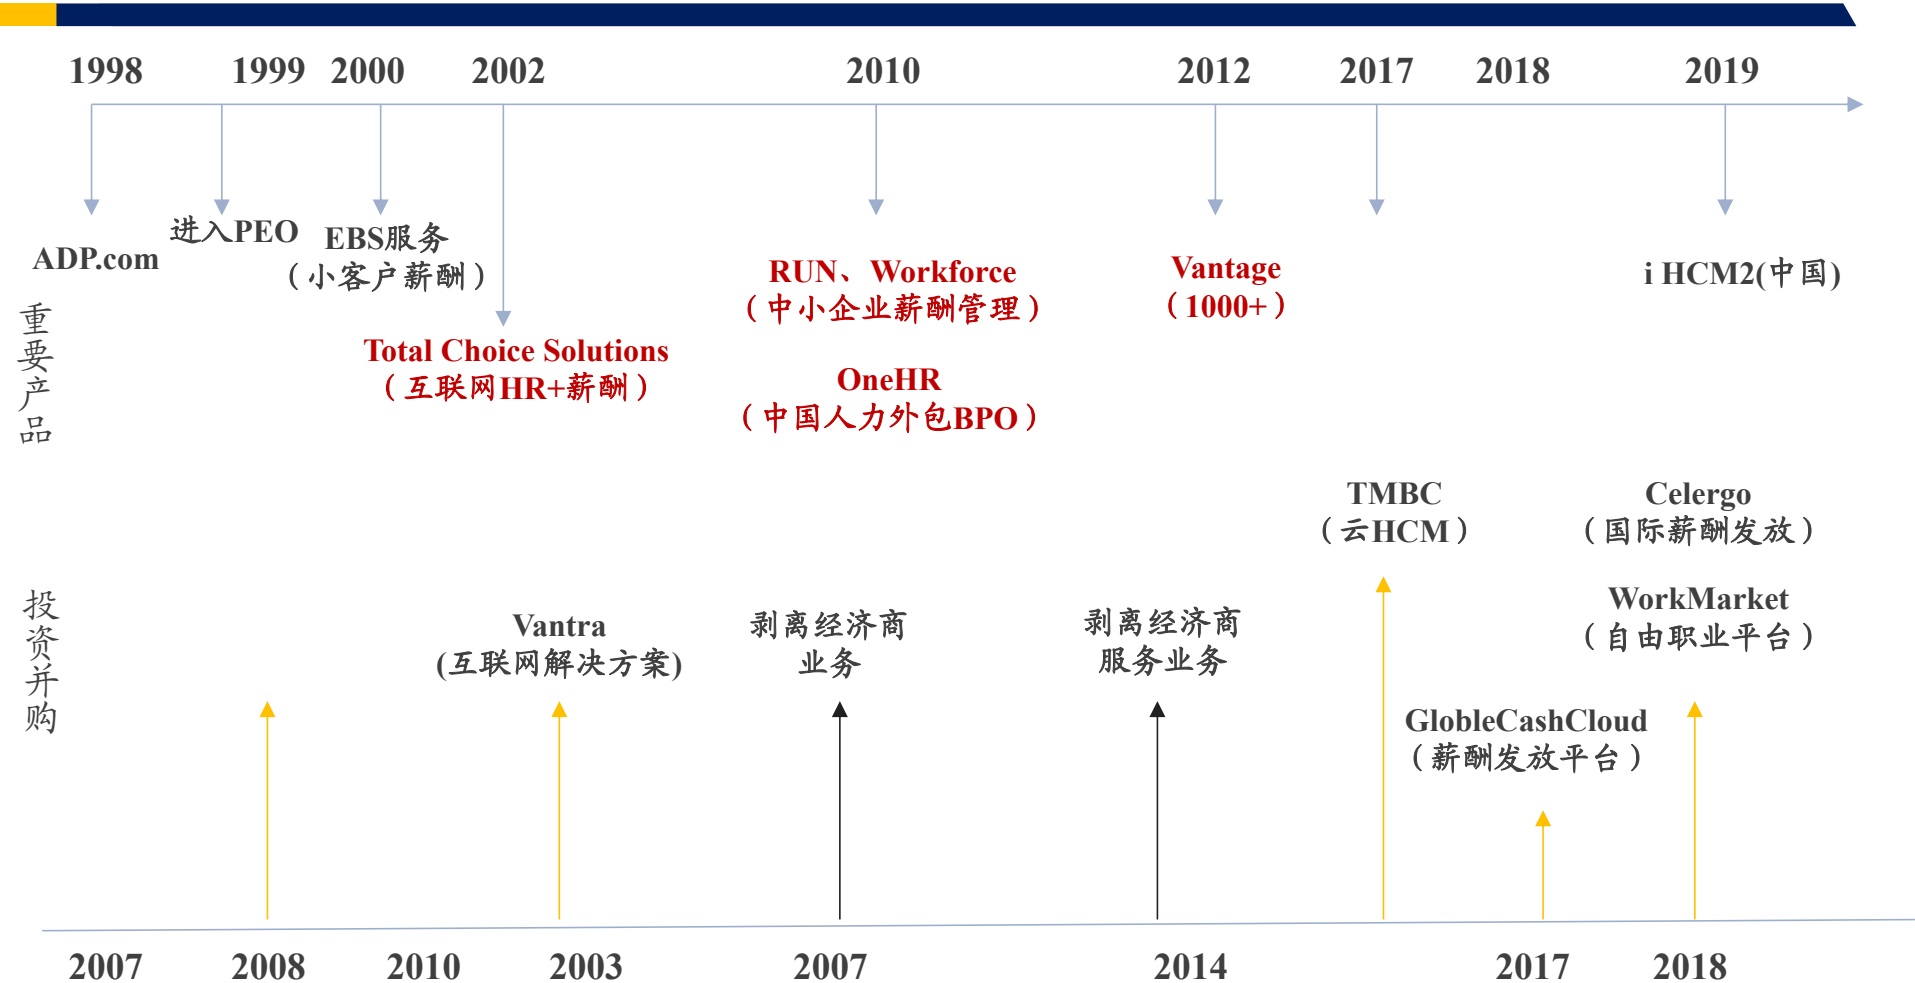 1998 1999 2000 2002 2010 2012 2017 2018 2019
重要产品
ADP.com
进入PEO
EBS服务
（小客户薪酬）
Total Choice Solutions
（互联网HR+薪酬）
RUN、Workforce
（中小企业薪酬管理）
OneHR
（中国人力外包BPO）
Vantage
（1000+）
i HCM2(中国)
投资并购
Vantra
(互联网解决方案)
剥离经济商
业务
剥离经济商
服务业务
TMBC
（云HCM）
GlobleCashCloud
（薪酬发放平台）
Celergo
（国际薪酬发放）
WorkMarket
（自由职业平台）
2007 2008 2010 2003 2007 2014 2017 2018